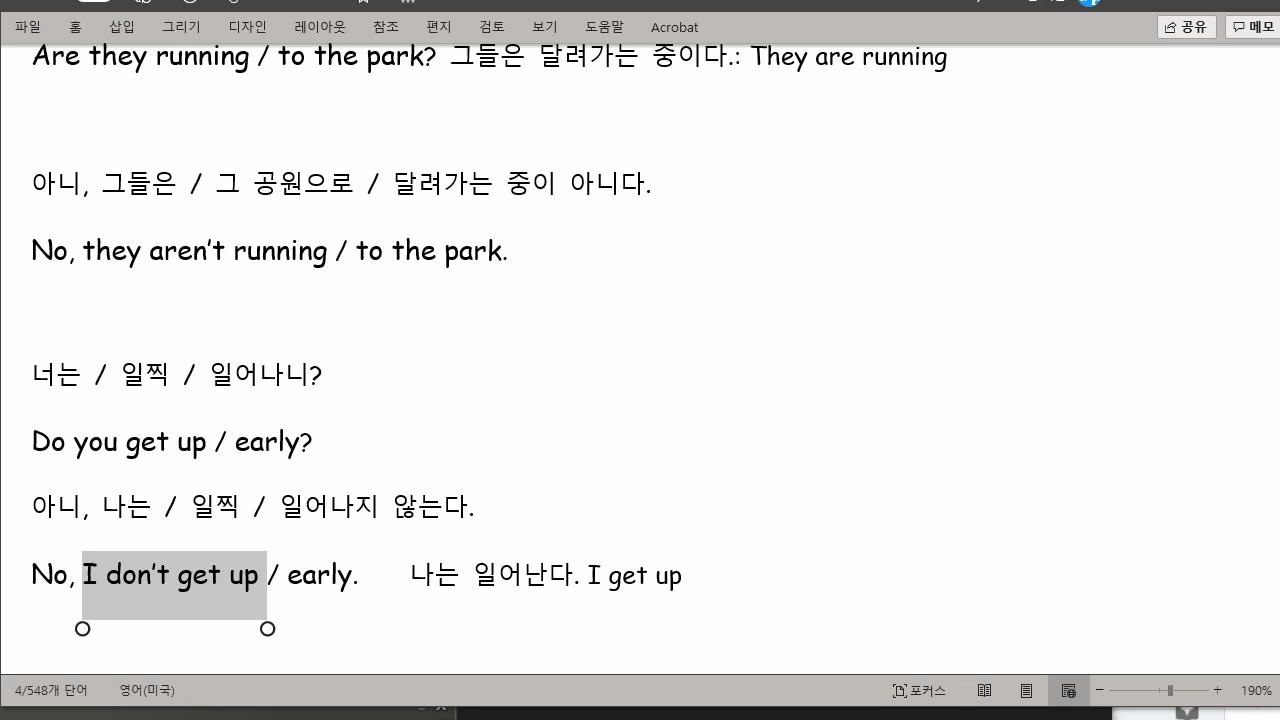 파일 홈 삽입 그리기 디자인 레이아웃 참조 편지 검토 보기 도움말 Acrobat 공유 메모
Are they running / to the park? 그들은 달려가는 중이다.: They are running
아니, 그들은 / 그 공원으로 / 달려가는 중이 아니다.
No, they aren’t running / to the park.
너는 / 일찍 / 일어나니?
Do you get up / early?
아니, 나는 / 일찍 / 일어나지 않는다.
No, I don’t get up / early. 나는 일어난다. I get up
4/548개 단어 영어(미국) 포커스 190%